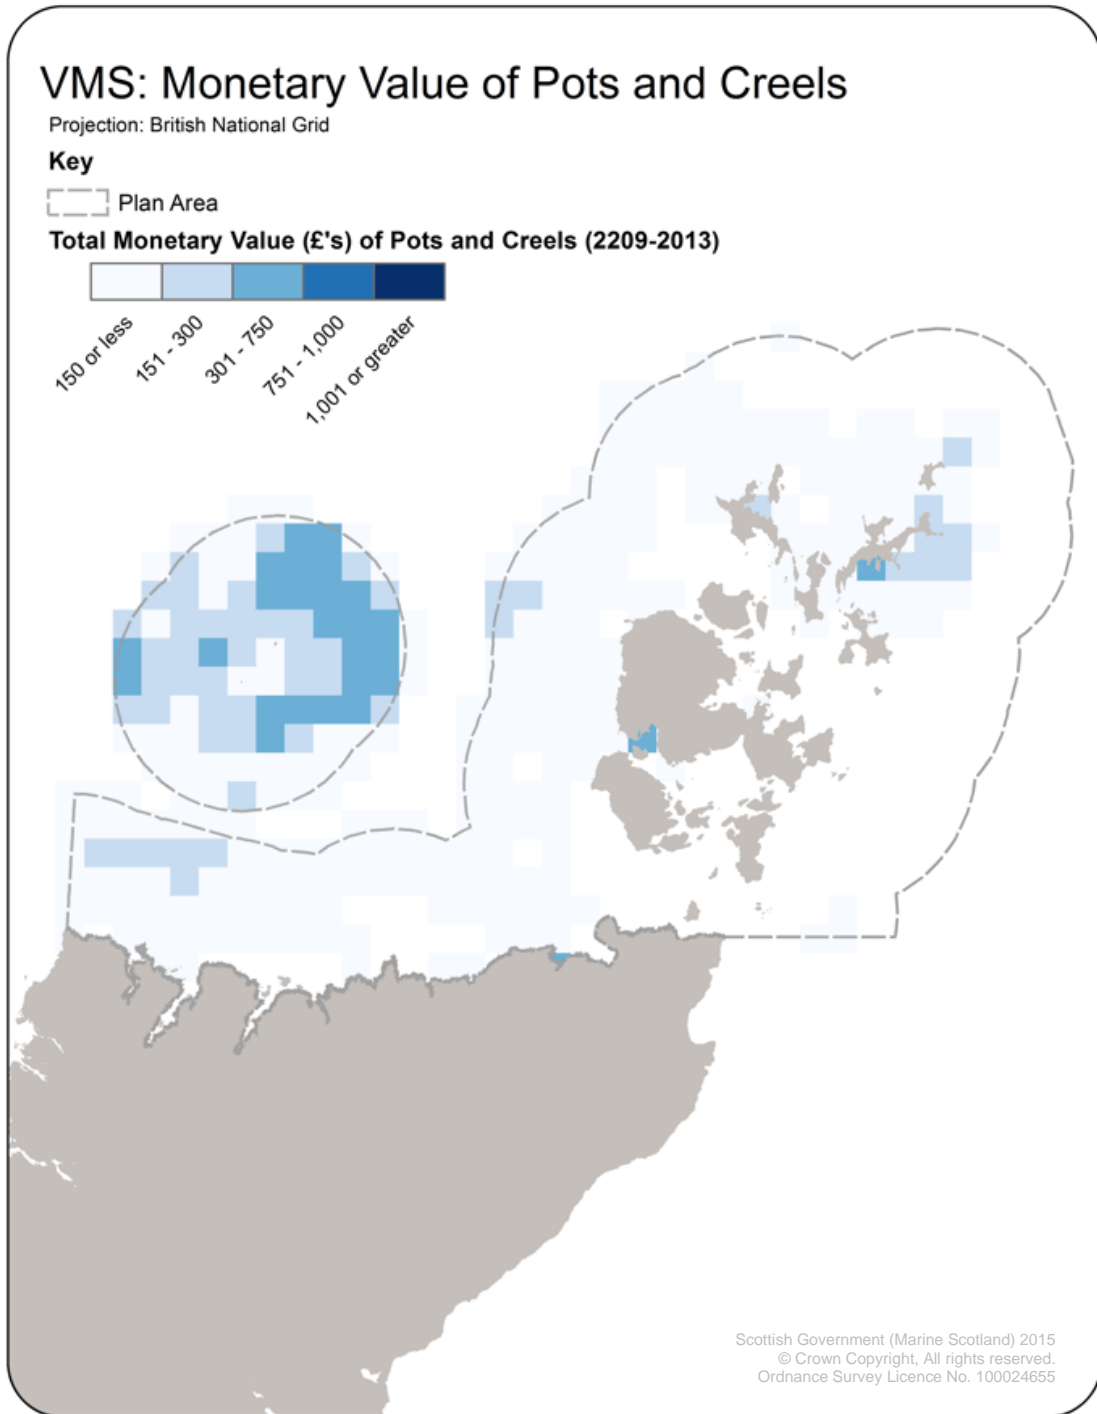 VMS: Monetary Value of Pots and Creels
Projection: British National Grid
Key
Plan Area
Total Monetary Value (£'s) of Pots and Creels (2209-2013)
150 or less
151 - 300
301 - 750
751 - 1,000
1,001 or greater
Scottish Government (Marine Scotland) 2015
© Crown Copyright, All rights reserved.
Ordnance Survey Licence No. 100024655